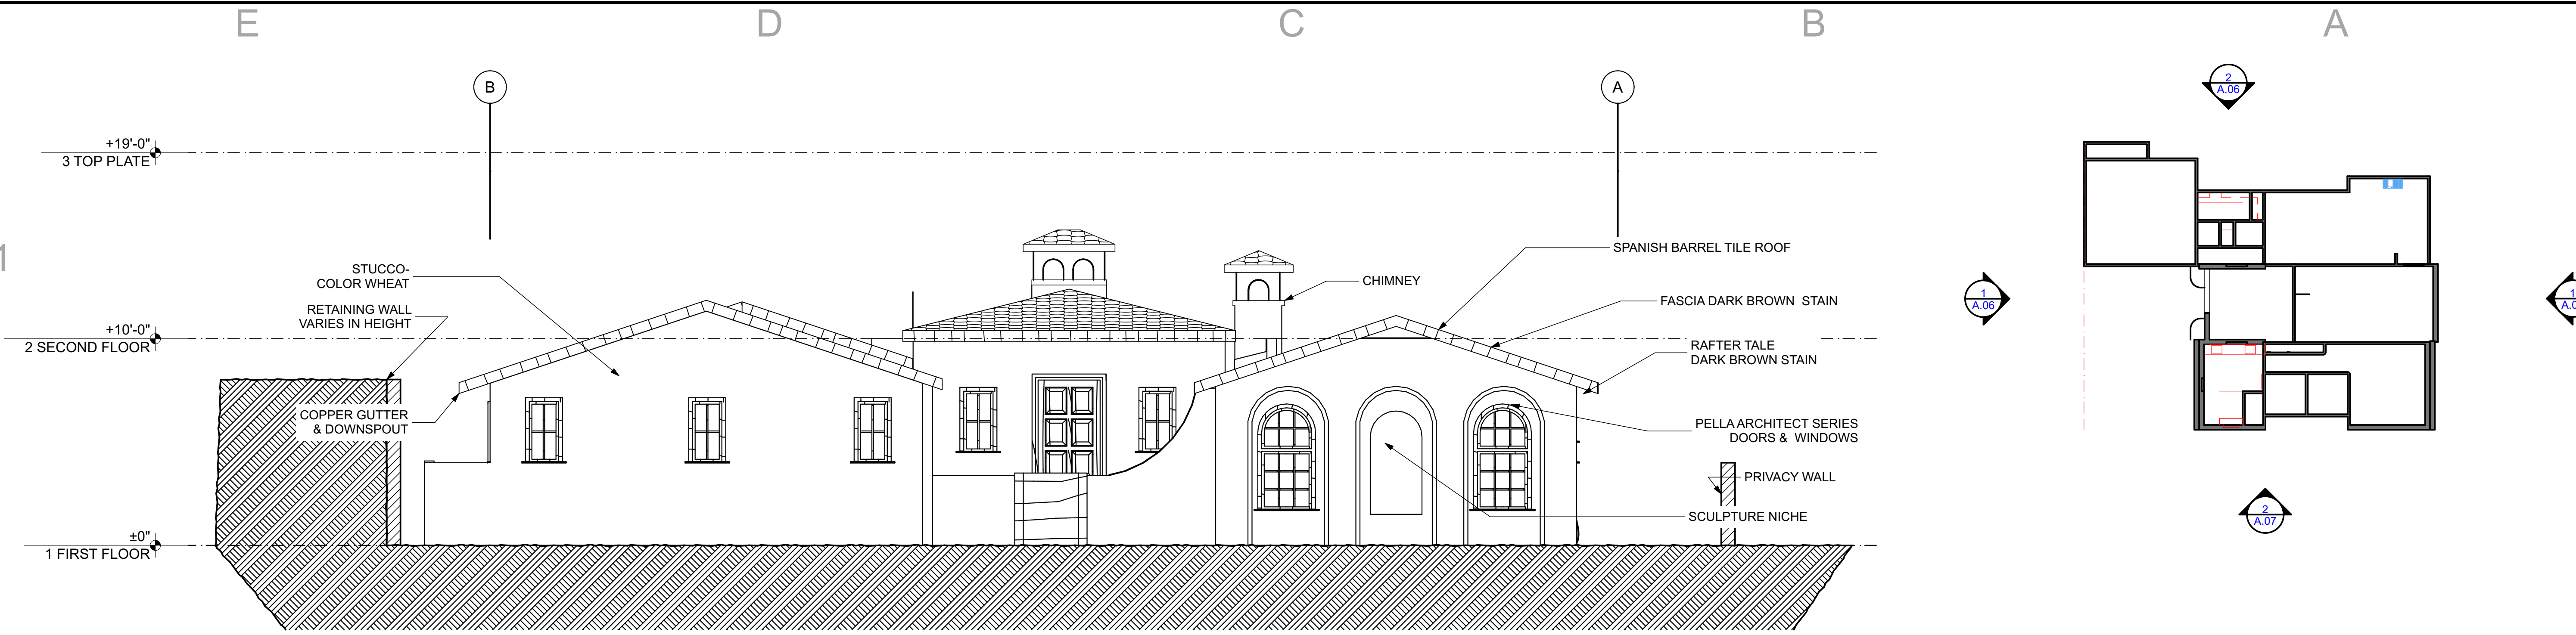 E
D
C
B
A
B
A
+19'-0"
3 TOP PLATE
+10'-0"
2 SECOND FLOOR
±0"
1 FIRST FLOOR
1
STUCCO-
COLOR WHEAT
RETAINING WALL
VARIES IN HEIGHT
COPPER GUTTER
& DOWNSPOUT
CHIMNEY
SPANISH BARREL TILE ROOF
FASCIA DARK BROWN  STAIN
RAFTER TALE
DARK BROWN STAIN
PELLA ARCHITECT SERIES
DOORS &  WINDOWS
PRIVACY WALL
SCULPTURE NICHE
2
A.06
1
A.06
2
A.07
1